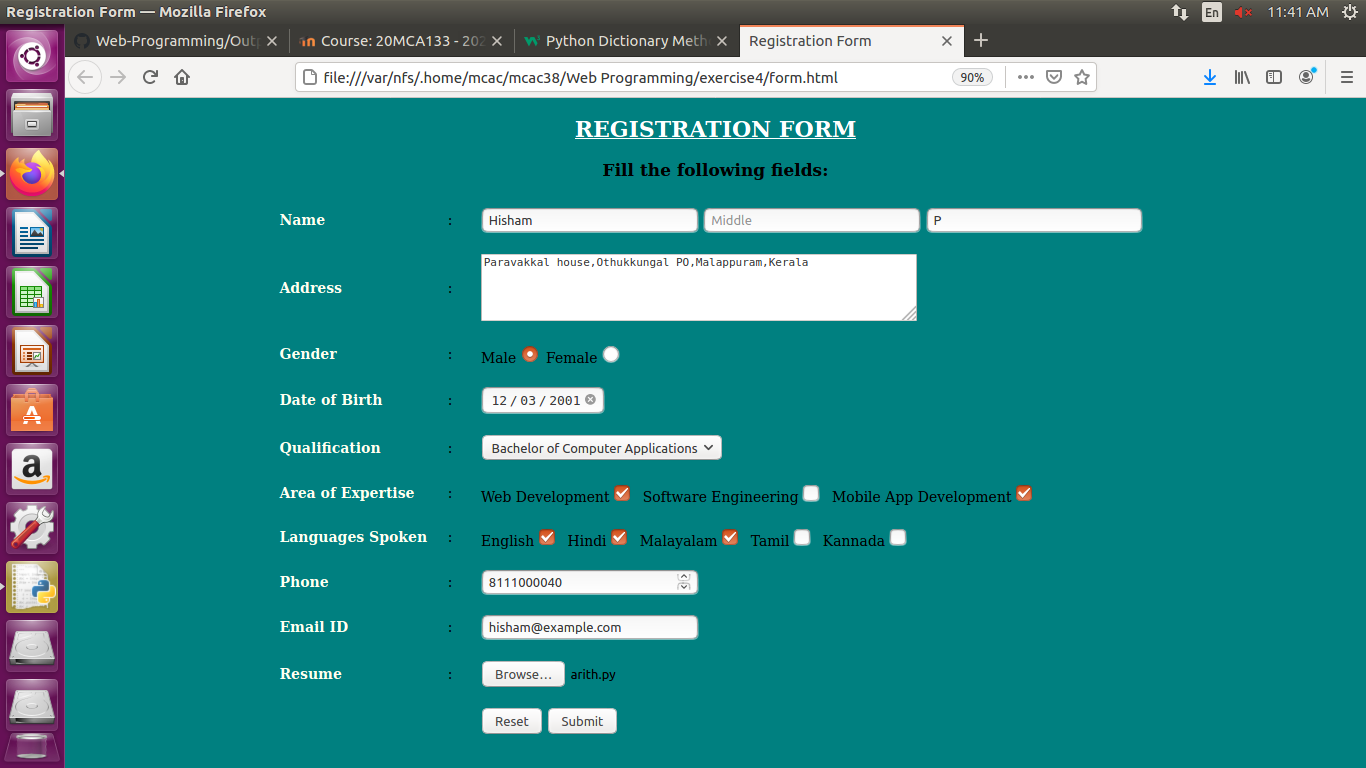 Registration Form — Mozilla Firefox
En
11:41 AM
Web-Programming/Outp
Course: 20MCA133 - 202
Python Dictionary Meth
Registration Form
file:///var/nfs/.home/mcac/mcac38/Web Programming/exercise4/form.html
90%
REGISTRATION FORM
Fill the following fields:
Name : Hisham Middle P
Address : Paravakkal house,Othukkungal PO,Malappuram,Kerala
Gender : Male Female
Date of Birth : 12 / 03 / 2001
Qualification : Bachelor of Computer Applications
Area of Expertise : Web Development Software Engineering Mobile App Development
Languages Spoken : English Hindi Malayalam Tamil Kannada
Phone : 8111000040
Email ID : hisham@example.com
Resume : Browse... arith.py
Reset Submit